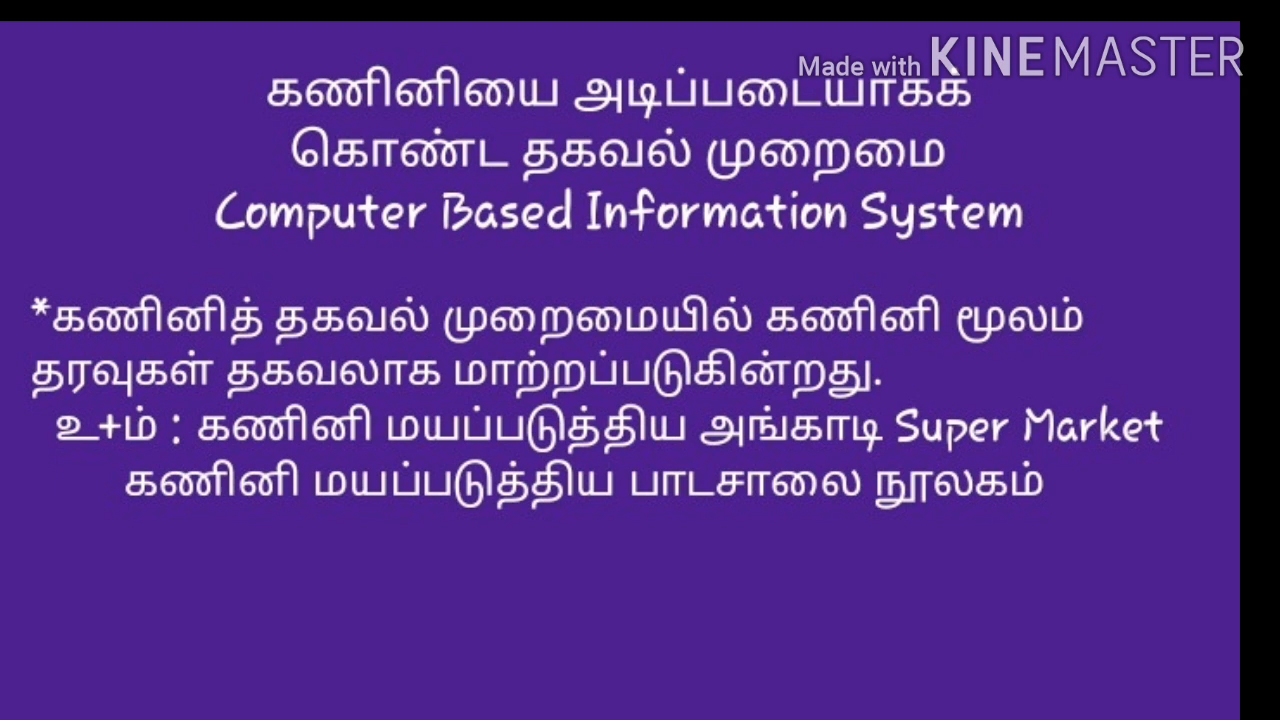 Made with KINEMASTER
கணினியை அடிப்படையாகக்
கொண்ட தகவல் முறைமை
Computer Based Information System
*கணினித் தகவல் முறைமையில் கணினி மூலம்
தரவுகள் தகவலாக மாற்றப்படுகின்றது.
உ+ம் : கணினி மயப்படுத்திய அங்காடி Super Market
கணினி மயப்படுத்திய பாடசாலை நூலகம்